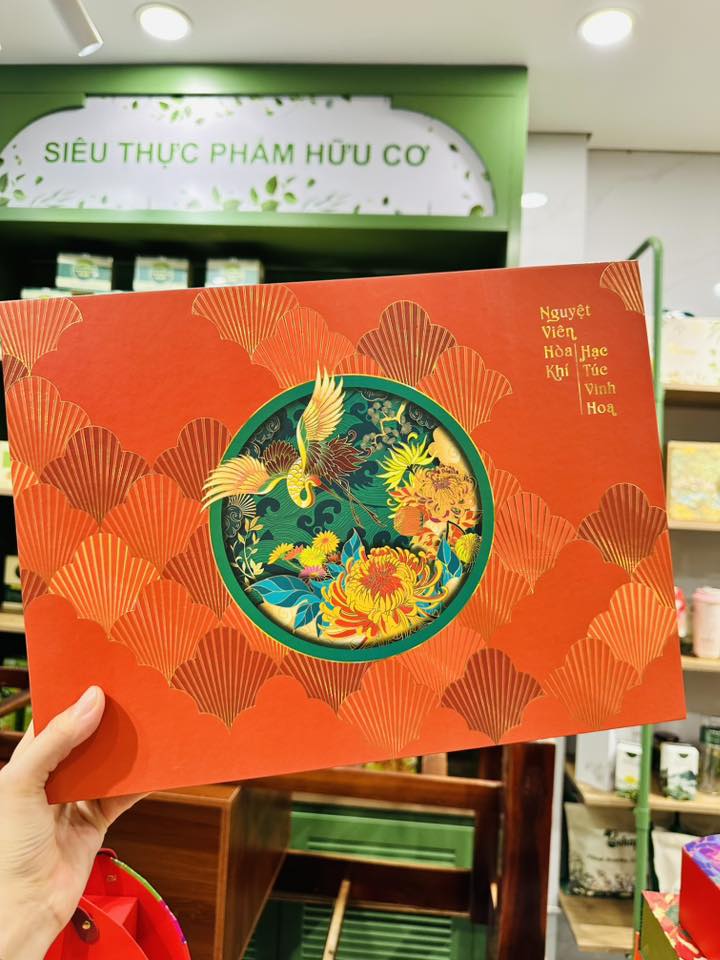 SIÊU THỰC PHẨM HỮU CƠ
Nguyệt
Viên
Hòa
Khí
Hạc
Túc
Vinh
Hoa